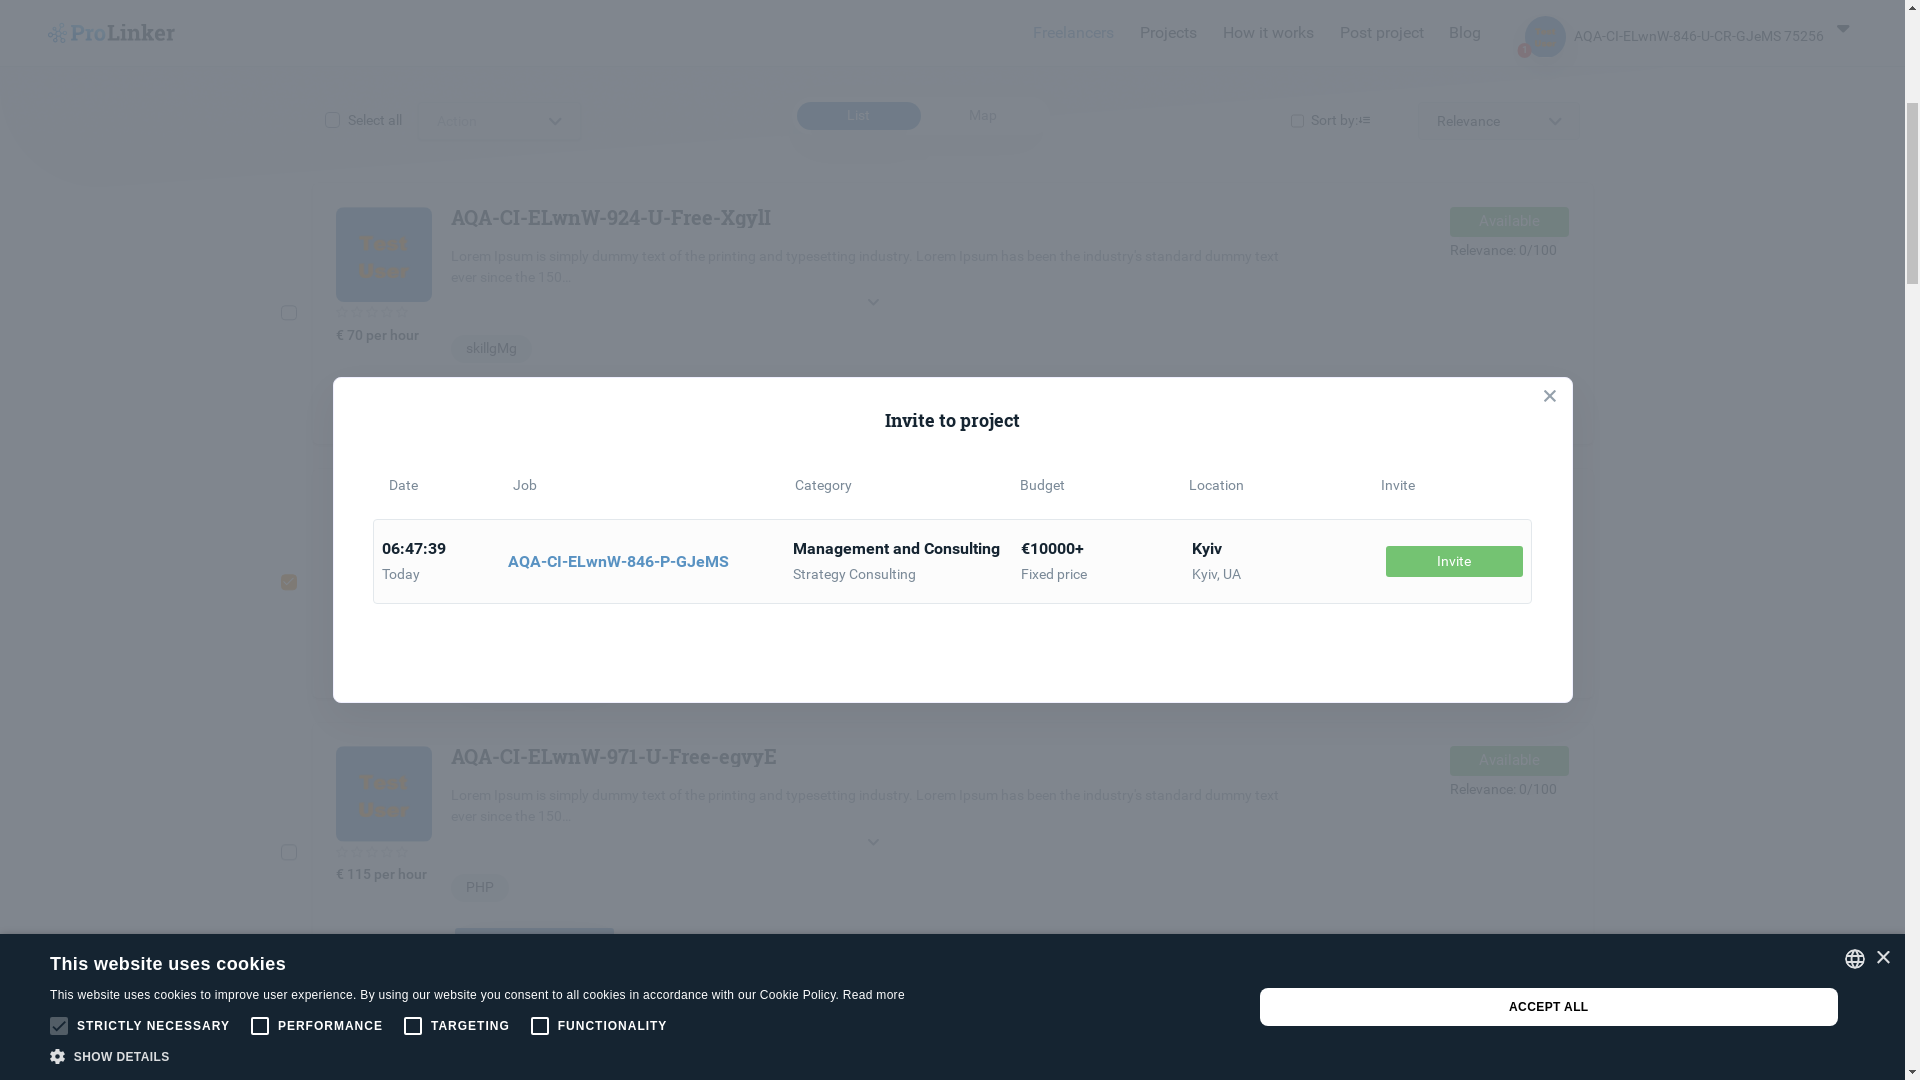 ProLinker
Freelancers Projects How it works Post project Blog AQA-CI-ELwnW-846-U-CR-GJeMS 75256
Select all Action List Map Sort by: Relevance
AQA-CI-ELwnW-924-U-Free-XgylI
Available
Test
User
Lorem Ipsum is simply dummy text of the printing and typesetting industry. Lorem Ipsum has been the industry's standard dummy text
ever since the 150...
Relevance: 0/100
€ 70 per hour
skillgMg
Invite to project
Date Job Category Budget Location Invite
06:47:39
Today
AQA-CI-ELwnW-846-P-GJeMS
Management and Consulting
Strategy Consulting
€10000+
Fixed price
Kyiv
Kyiv, UA
Invite
AQA-CI-ELwnW-971-U-Free-egvyE
Available
Test
User
Lorem Ipsum is simply dummy text of the printing and typesetting industry. Lorem Ipsum has been the industry's standard dummy text
ever since the 150...
Relevance: 0/100
€ 115 per hour
PHP
This website uses cookies
This website uses cookies to improve user experience. By using our website you consent to all cookies in accordance with our Cookie Policy. Read more
STRICTLY NECESSARY PERFORMANCE TARGETING FUNCTIONALITY
SHOW DETAILS
ACCEPT ALL